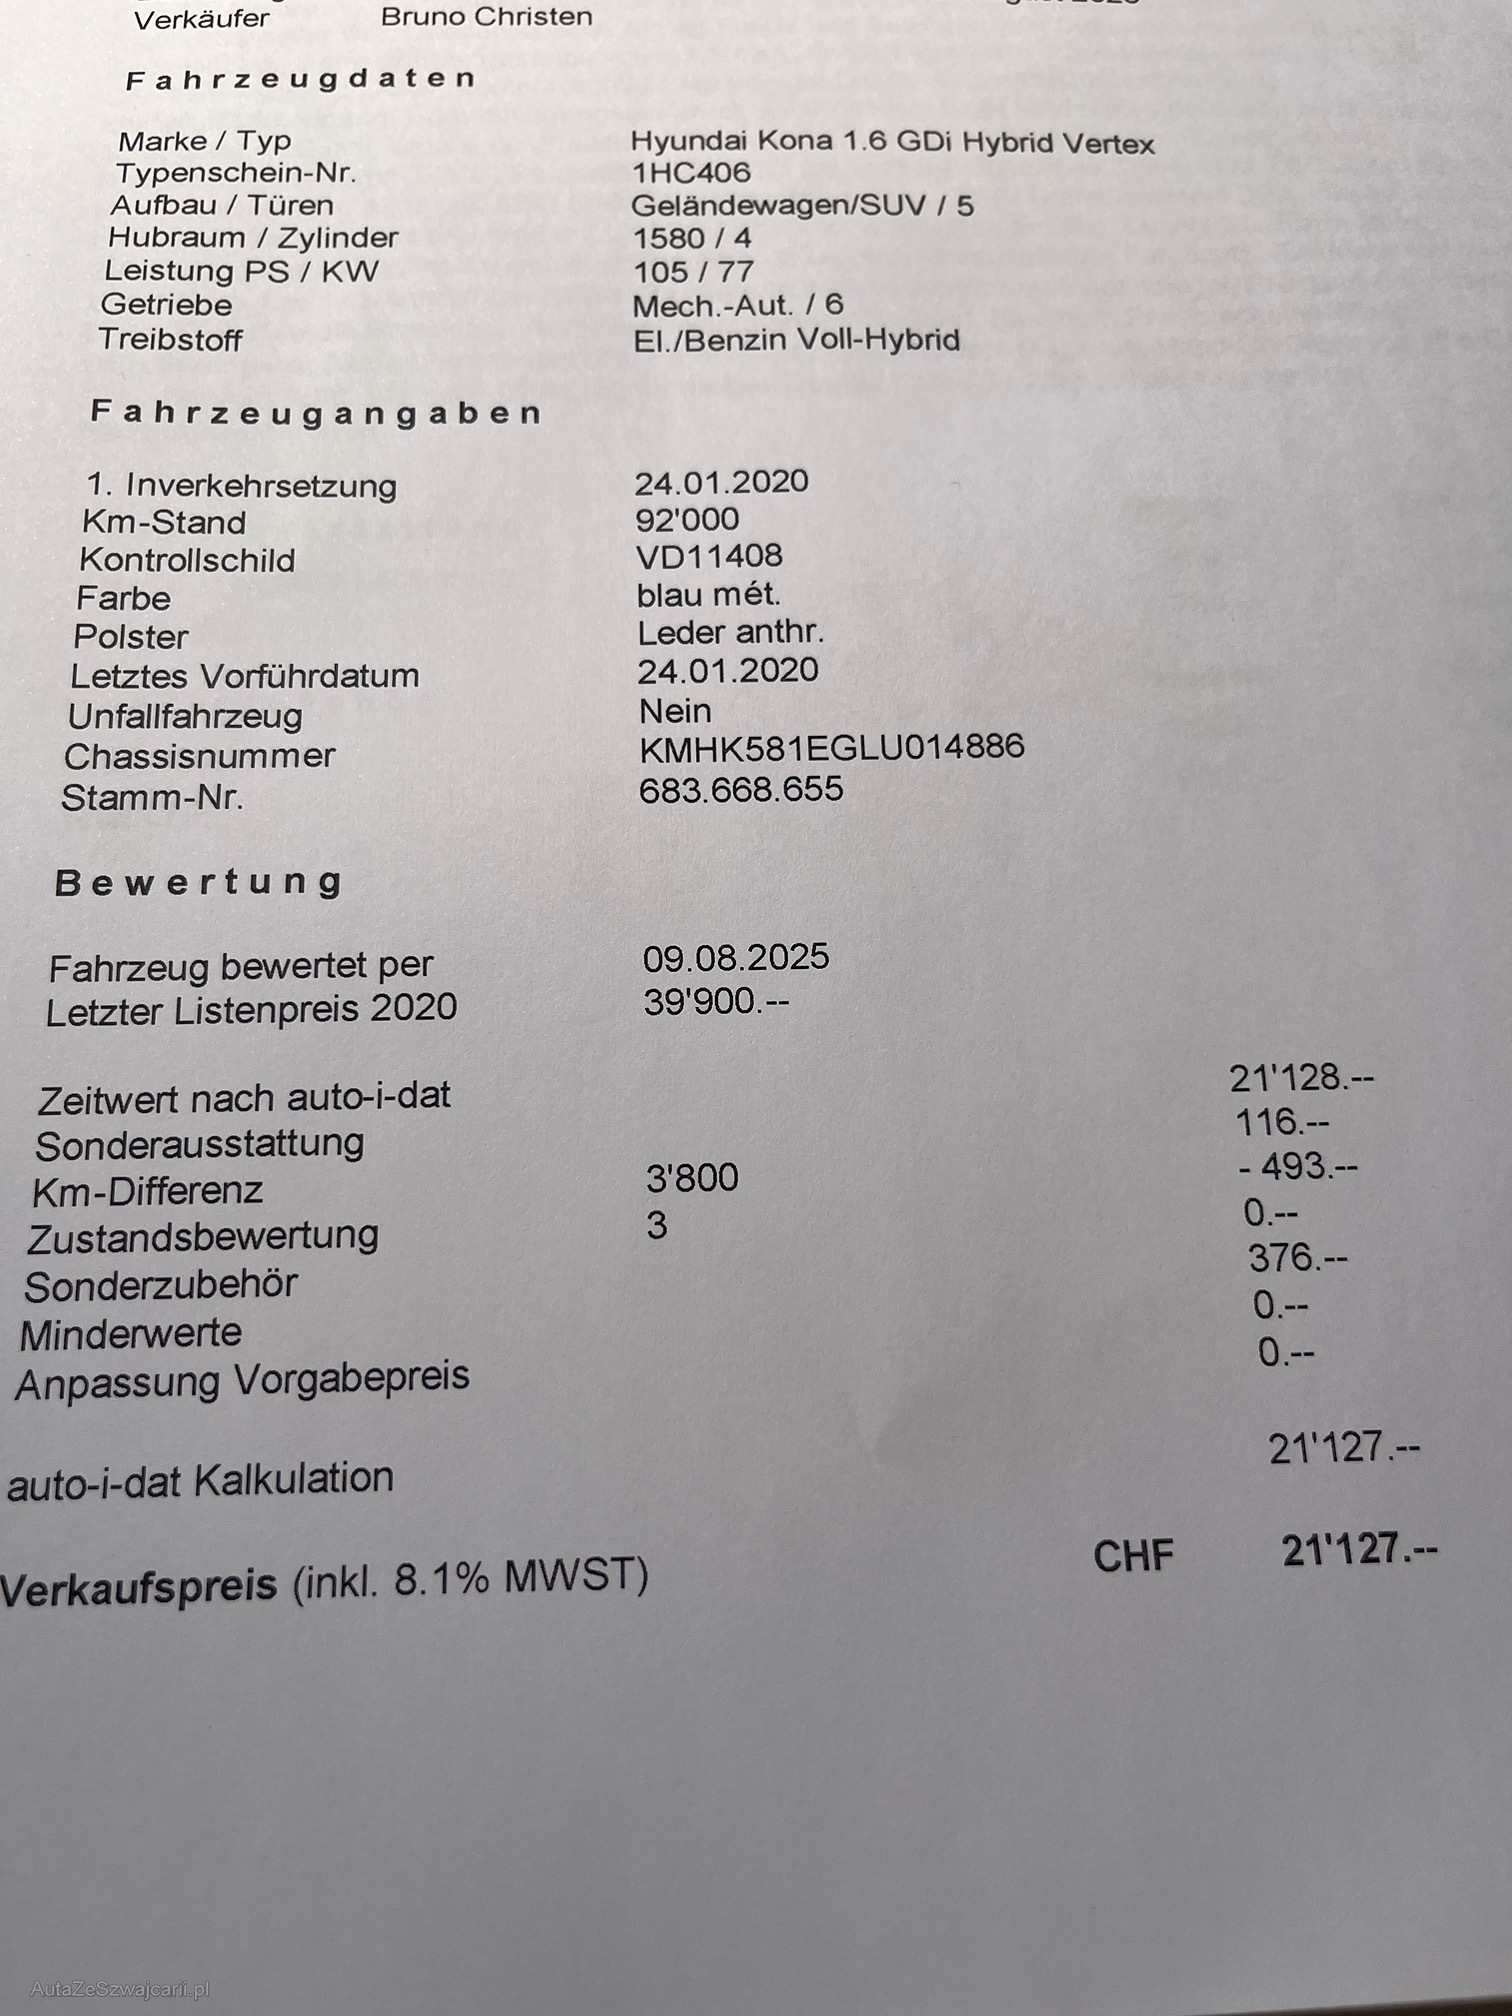 Verkäufer Bruno Christen
Fahrzeugdaten
Marke / Typ Hyundai Kona 1.6 GDi Hybrid Vertex
Typenschein-Nr. 1HC406
Aufbau / Türen Geländewagen/SUV / 5
Hubraum / Zylinder 1580 / 4
Leistung PS / KW 105 / 77
Getriebe Mech.-Aut. / 6
Treibstoff El./Benzin Voll-Hybrid
Fahrzeugangaben
1. Inverkehrsetzung 24.01.2020
Km-Stand 92'000
Kontrollschild VD11408
Farbe blau mét.
Polster Leder anthr.
Letztes Vorführdatum 24.01.2020
Unfallfahrzeug Nein
Chassisnummer KMHK581EGLU014886
Stamm-Nr. 683.668.655
Bewertung
Fahrzeug bewertet per 09.08.2025
Letzter Listenpreis 2020 39'900.--
Zeitwert nach auto-i-dat 21'128.--
Sonderausstattung 116.--
Km-Differenz 3'800 - 493.--
Zustandsbewertung 3 0.--
Sonderzubehör 376.--
Minderwerte 0.--
Anpassung Vorgabepreis 0.--
auto-i-dat Kalkulation 21'127.--
Verkaufspreis (inkl. 8.1% MWST) CHF 21'127.--
AutaZeSzwajcarii.pl